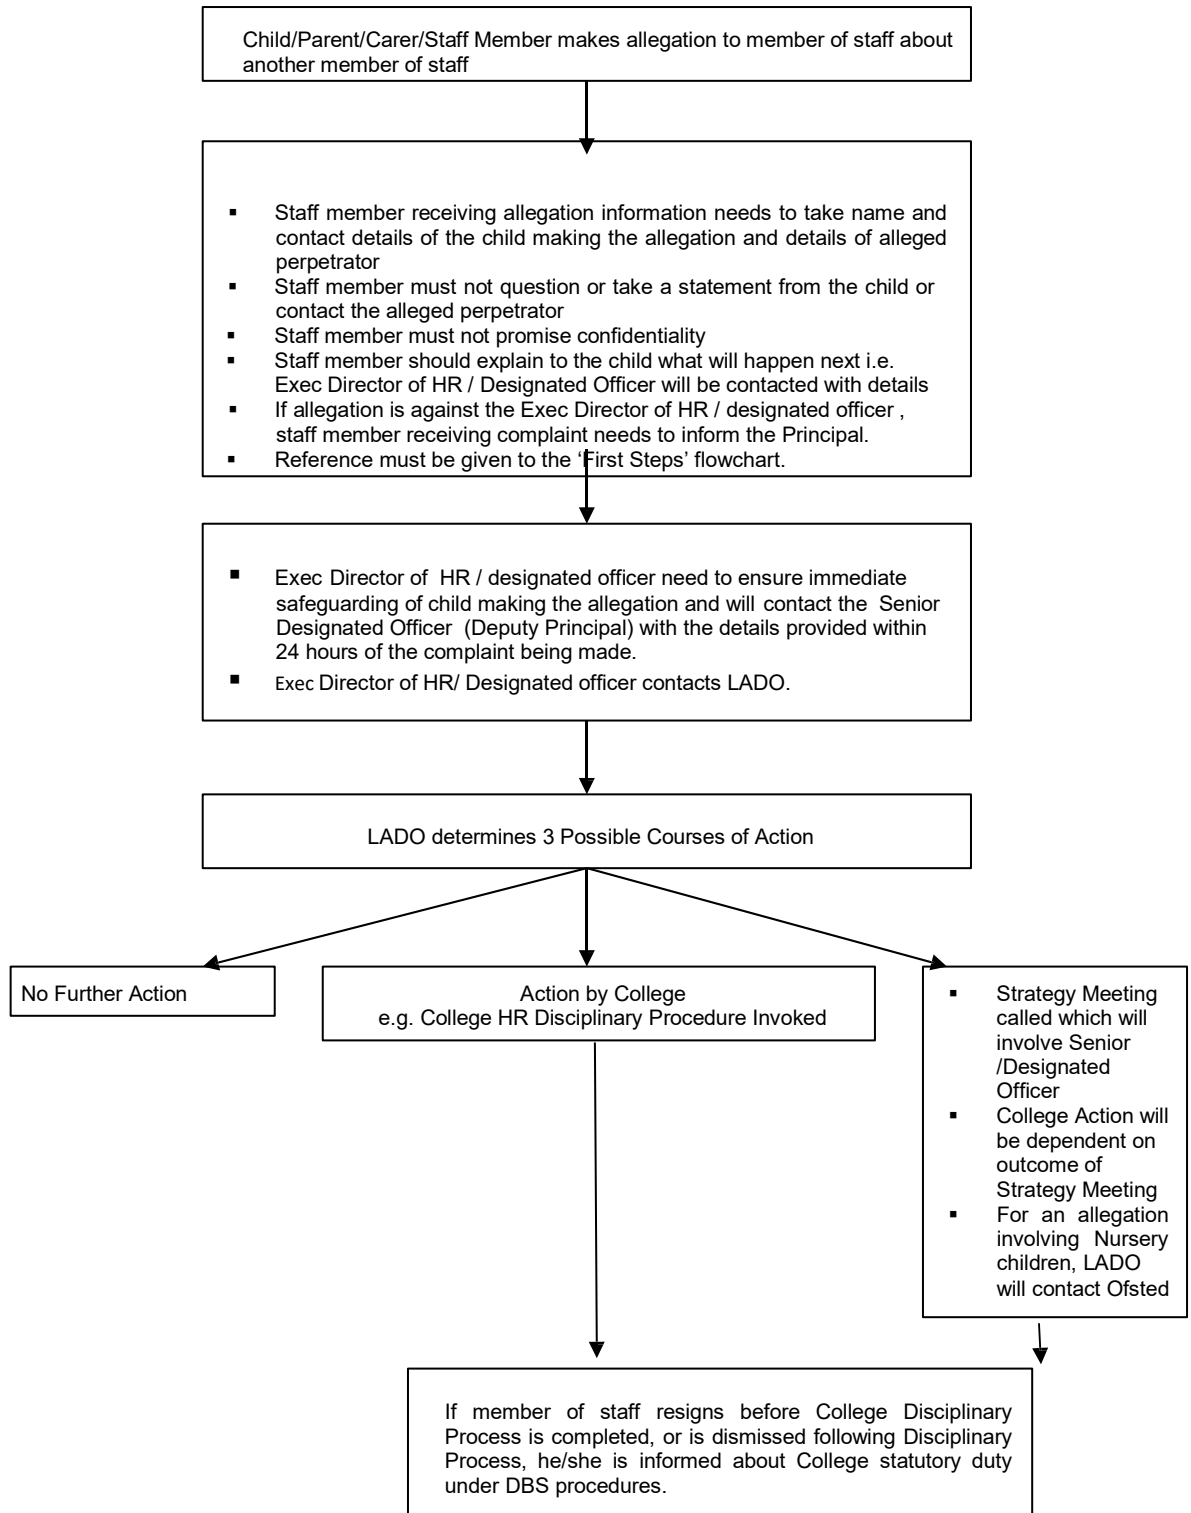 Child/Parent/Carer/Staff Member makes allegation to member of staff about
another member of staff
▪ Staff member receiving allegation information needs to take name and
contact details of the child making the allegation and details of alleged
perpetrator
▪ Staff member must not question or take a statement from the child or
contact the alleged perpetrator
▪ Staff member must not promise confidentiality
▪ Staff member should explain to the child what will happen next i.e.
Exec Director of HR / Designated Officer will be contacted with details
▪ If allegation is against the Exec Director of HR / designated officer ,
staff member receiving complaint needs to inform the Principal.
▪ Reference must be given to the ‘First Steps’ flowchart.
▪ Exec Director of HR / designated officer need to ensure immediate
safeguarding of child making the allegation and will contact the Senior
Designated Officer (Deputy Principal) with the details provided within
24 hours of the complaint being made.
▪ Exec Director of HR/ Designated officer contacts LADO.
LADO determines 3 Possible Courses of Action
No Further Action
Action by College
e.g. College HR Disciplinary Procedure Invoked
▪ Strategy Meeting
called which will
involve Senior
/Designated
Officer
▪ College Action will
be dependent on
outcome of
Strategy Meeting
▪ For an allegation
involving Nursery
children, LADO
will contact Ofsted
If member of staff resigns before College Disciplinary
Process is completed, or is dismissed following Disciplinary
Process, he/she is informed about College statutory duty
under DBS procedures.